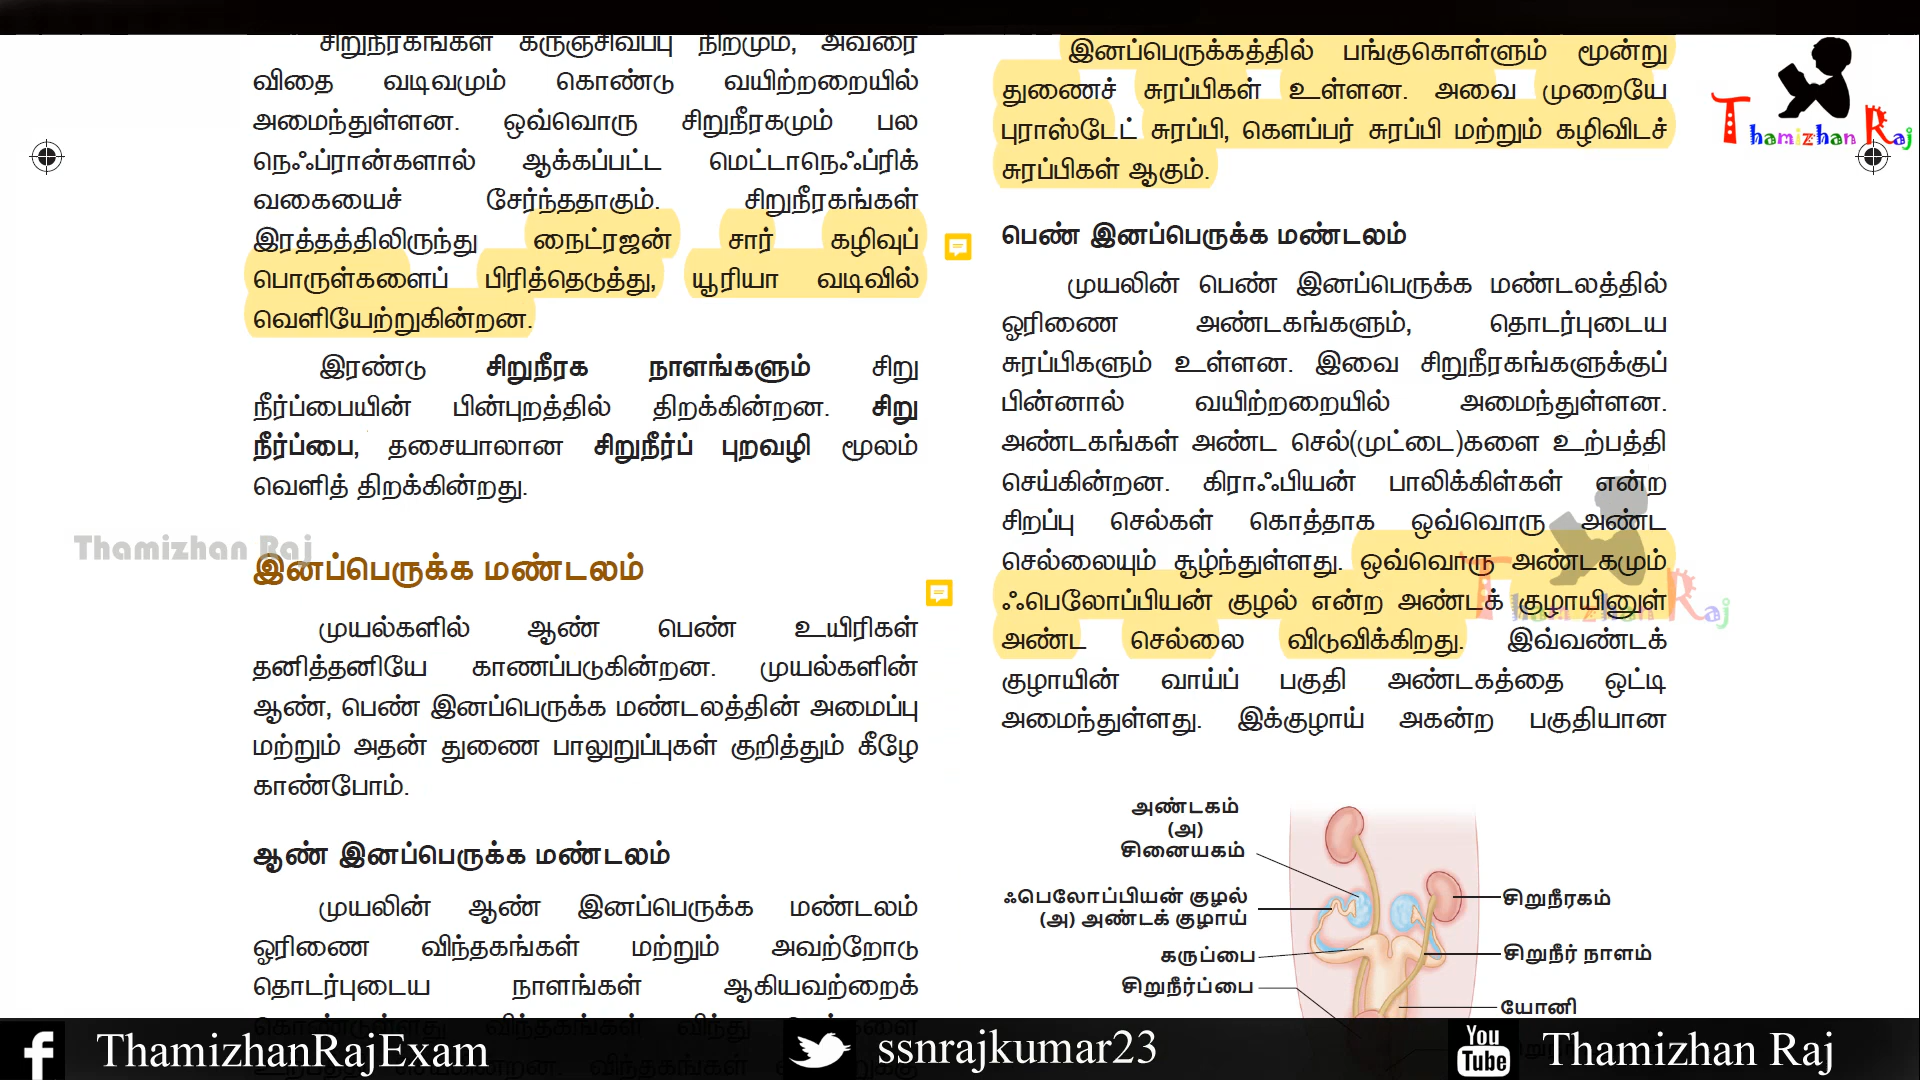 சிறுநீரகங்கள் கருஞ்சிவப்பு நிறமும், அவரை
விதை வடிவமும் கொண்டு வயிற்றறையில்
அமைந்துள்ளன. ஒவ்வொரு சிறுநீரகமும் பல
நெஃப்ரான்களால் ஆக்கப்பட்ட மெட்டாநெஃப்ரிக்
வகையைச் சேர்ந்ததாகும். சிறுநீரகங்கள்
இரத்தத்திலிருந்து நைட்ரஜன் சார் கழிவுப்
பொருள்களைப் பிரித்தெடுத்து, யூரியா வடிவில்
வெளியேற்றுகின்றன.
இரண்டு சிறுநீரக நாளங்களும் சிறு
நீர்ப்பையின் பின்புறத்தில் திறக்கின்றன. சிறு
நீர்ப்பை, தசையாலான சிறுநீர்ப் புறவழி மூலம்
வெளித் திறக்கின்றது.
Thamizhan Raj
இனப்பெருக்க மண்டலம்
முயல்களில் ஆண் பெண் உயிரிகள்
தனித்தனியே காணப்படுகின்றன. முயல்களின்
ஆண், பெண் இனப்பெருக்க மண்டலத்தின் அமைப்பு
மற்றும் அதன் துணை பாலுறுப்புகள் குறித்தும் கீழே
காண்போம்.
ஆண் இனப்பெருக்க மண்டலம்
முயலின் ஆண் இனப்பெருக்க மண்டலம்
ஓரிணை விந்தகங்கள் மற்றும் அவற்றோடு
தொடர்புடைய நாளங்கள் ஆகியவற்றைக்
இனப்பெருக்கத்தில் பங்குகொள்ளும் மூன்று
துணைச் சுரப்பிகள் உள்ளன. அவை முறையே
புராஸ்டேட் சுரப்பி, கௌப்பர் சுரப்பி மற்றும் கழிவிடச்
சுரப்பிகள் ஆகும்.
பெண் இனப்பெருக்க மண்டலம்
முயலின் பெண் இனப்பெருக்க மண்டலத்தில்
ஓரிணை அண்டகங்களும், தொடர்புடைய
சுரப்பிகளும் உள்ளன. இவை சிறுநீரகங்களுக்குப்
பின்னால் வயிற்றறையில் அமைந்துள்ளன.
அண்டகங்கள் அண்ட செல்(முட்டை)களை உற்பத்தி
செய்கின்றன. கிராஃபியன் பாலிக்கிள்கள் என்ற
சிறப்பு செல்கள் கொத்தாக ஒவ்வொரு அண்ட
செல்லையும் சூழ்ந்துள்ளது. ஒவ்வொரு அண்டகமும்
ஃபெலோப்பியன் குழல் என்ற அண்டக் குழாயினுள்
அண்ட செல்லை விடுவிக்கிறது. இவ்வண்டக்
குழாயின் வாய்ப் பகுதி அண்டகத்தை ஒட்டி
அமைந்துள்ளது. இக்குழாய் அகன்ற பகுதியான
Thamizhan Raj
அண்டகம்
(அ)
சினையகம்
ஃபெலோப்பியன் குழல்
(அ) அண்டக் குழாய்
கருப்பை
சிறுநீர்ப்பை
சிறுநீரகம்
சிறுநீர் நாளம்
யோனி
Thamizhan Raj
ThamizhanRajExam
ssnrajkumar23
You
Tube
Thamizhan Raj